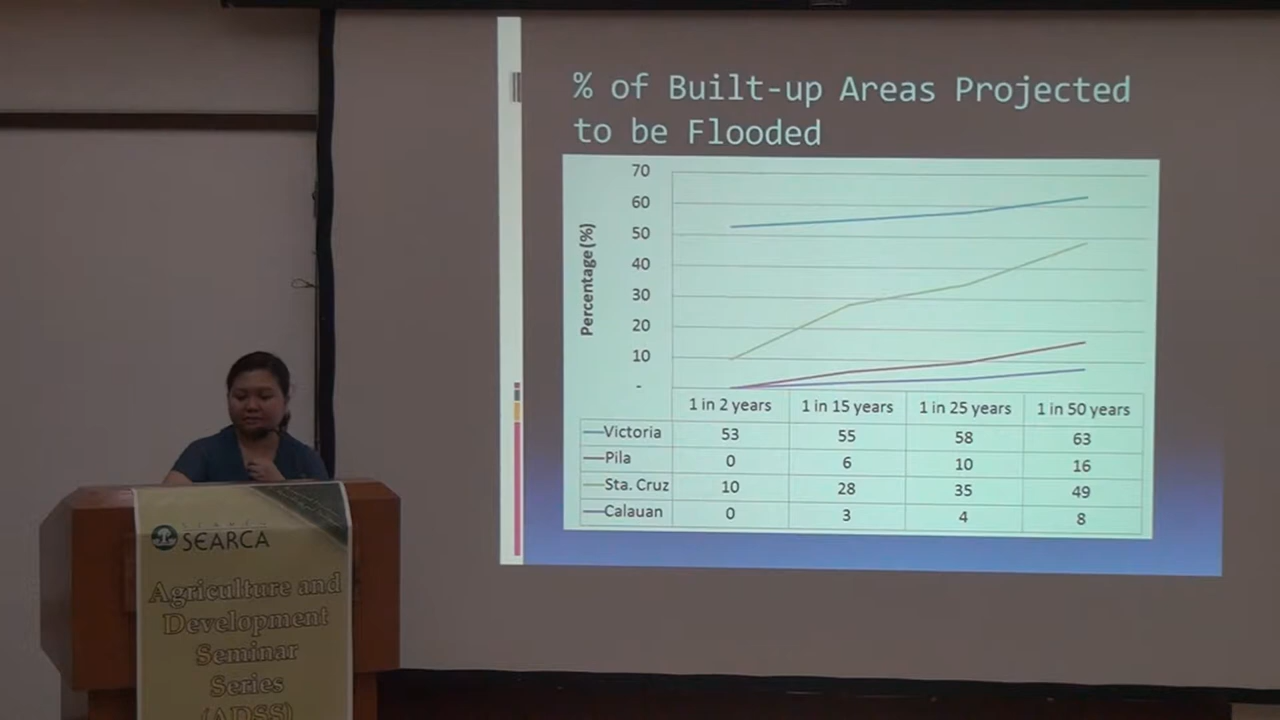 % of Built-up Areas Projected
to be Flooded
70
60
50
40
30
20
10
-
Percentage (%)
1 in 2 years 1 in 15 years 1 in 25 years 1 in 50 years
Victoria 53 55 58 63
Pila 0 6 10 16
Sta. Cruz 10 28 35 49
Calauan 0 3 4 8
SEARCA
Agriculture and
Development
Seminar
Series
(ADSS)